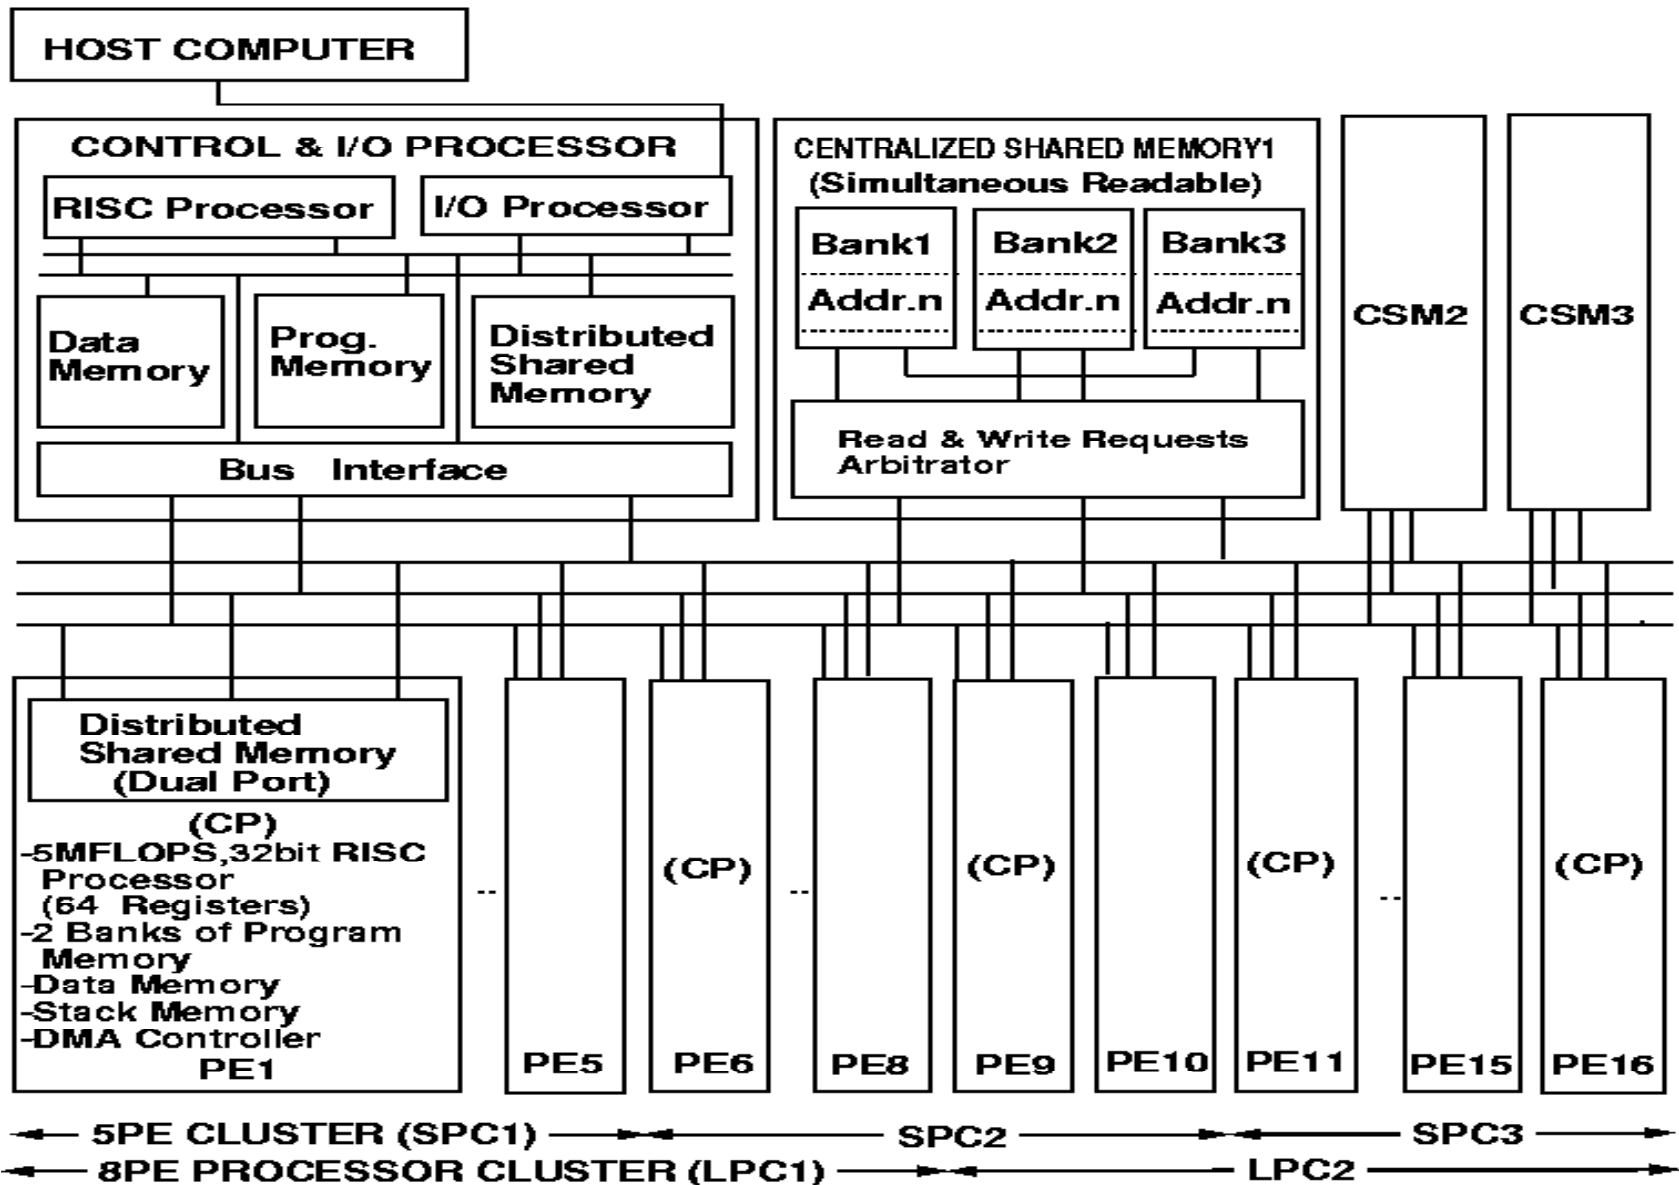 HOST COMPUTER
CONTROL & I/O PROCESSOR
RISC Processor
I/O Processor
Data
Memory
Prog.
Memory
Distributed
Shared
Memory
Bus Interface
CENTRALIZED SHARED MEMORY1
(Simultaneous Readable)
Bank1
Addr.n
Bank2
Addr.n
Bank3
Addr.n
Read & Write Requests
Arbitrator
CSM2
CSM3
Distributed
Shared Memory
(Dual Port)
(CP)
-5MFLOPS,32bit RISC
Processor
(64 Registers)
-2 Banks of Program
Memory
-Data Memory
-Stack Memory
-DMA Controller
PE1
..
PE5
(CP)
PE6
..
PE8
(CP)
PE9
PE10
(CP)
PE11
..
PE15
(CP)
PE16
5PE CLUSTER (SPC1)
SPC2
SPC3
8PE PROCESSOR CLUSTER (LPC1)
LPC2